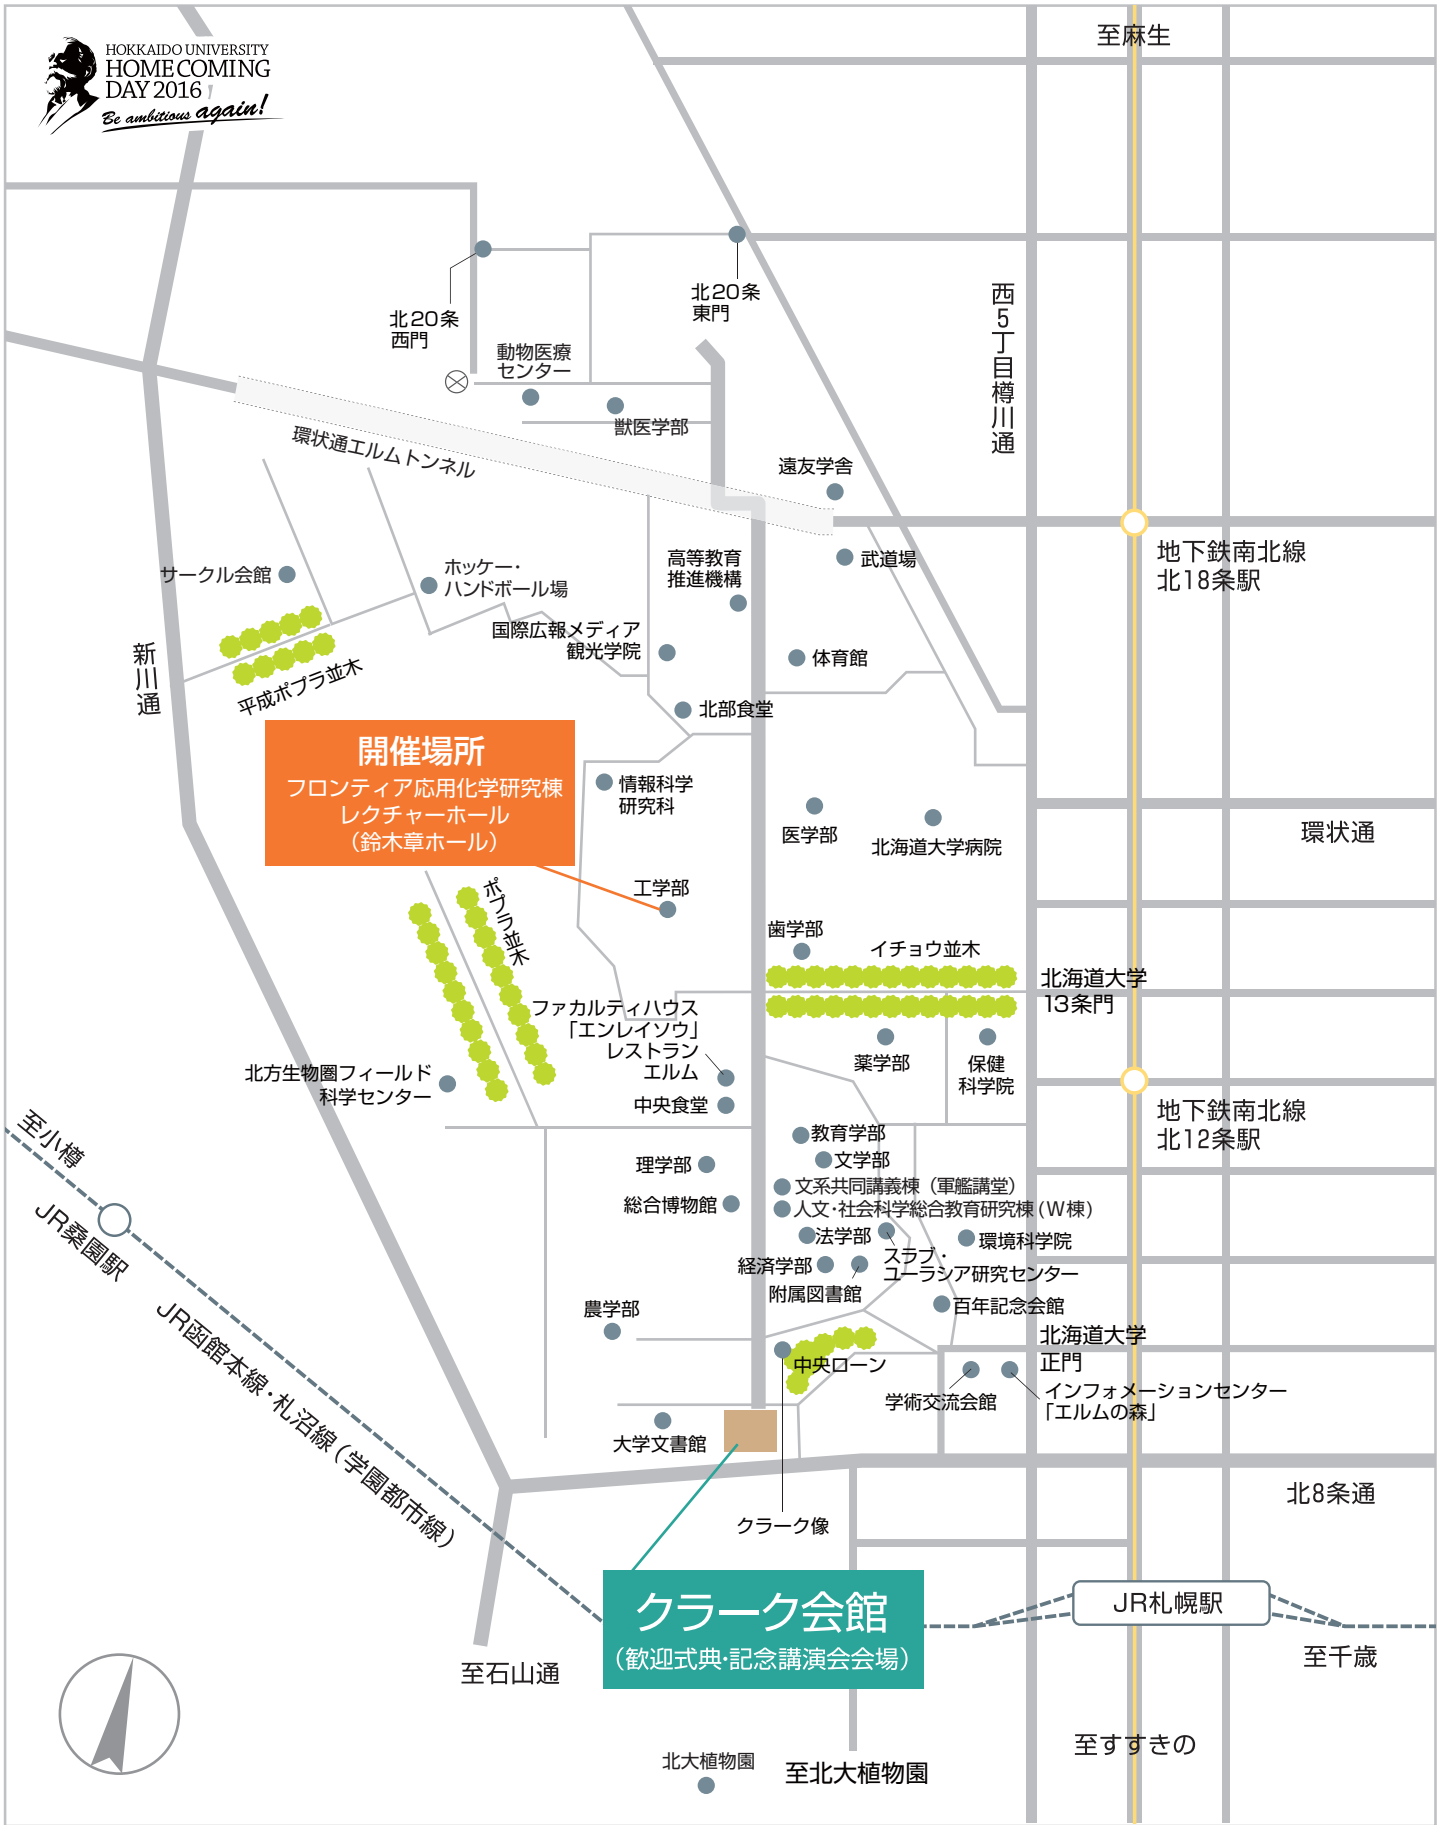 HOKKAIDO UNIVERSITY
HOME COMING
DAY 2016
Be ambitious again!
至麻生
北20条
西門
北20条
東門
西5丁目樽川通
動物医療
センター
獣医学部
環状通エルムトンネル
遠友学舎
地下鉄南北線
北18条駅
武道場
高等教育
推進機構
サークル会館
ホッケー・
ハンドボール場
国際広報メディア
観光学院
体育館
新川通
平成ポプラ並木
北部食堂
開催場所
フロンティア応用化学研究棟
レクチャーホール
（鈴木章ホール）
情報科学
研究科
医学部
北海道大学病院
環状通
工学部
ポプラ並木
歯学部
イチョウ並木
北海道大学
13条門
ファカルティハウス
「エンレイソウ」
レストラン
エルム
薬学部
保健
科学院
北方生物圏フィールド
科学センター
中央食堂
地下鉄南北線
北12条駅
至小樽
教育学部
文学部
理学部
文系共同講義棟（軍艦講堂）
総合博物館
人文・社会科学総合教育研究棟(W棟)
JR桑園駅
法学部
環境科学院
スラブ・
ユーラシア研究センター
経済学部
附属図書館
百年記念会館
農学部
JR函館本線・札沼線（学園都市線）
北海道大学
正門
中央ローン
学術交流会館
インフォメーションセンター
「エルムの森」
大学文書館
北8条通
クラーク像
クラーク会館
（歓迎式典・記念講演会会場）
JR札幌駅
至千歳
至石山通
至すすきの
北大植物園
至北大植物園